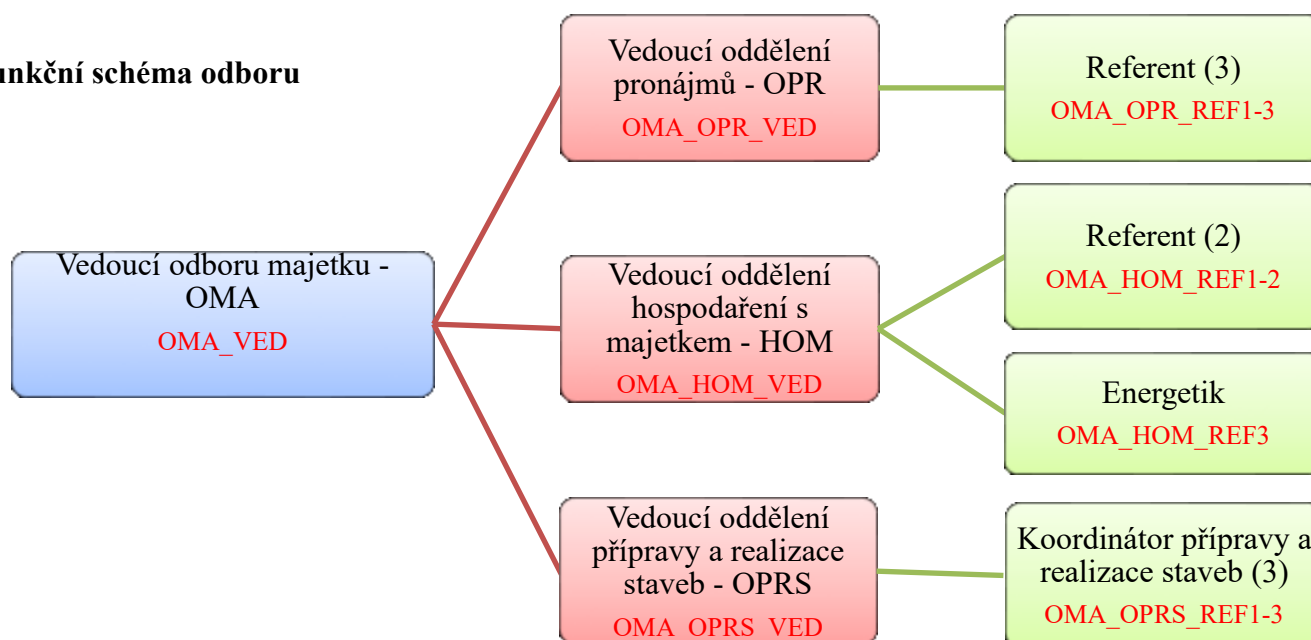 unkční schéma odboru
Vedoucí odboru majetku -
OMA
OMA_VED
Vedoucí oddělení
pronájmů - OPR
OMA_OPR_VED
Vedoucí oddělení
hospodaření s
majetkem - HOM
OMA_HOM_VED
Vedoucí oddělení
přípravy a realizace
staveb - OPRS
OMA_OPRS_VED
Referent (3)
OMA_OPR_REF1-3
Referent (2)
OMA_HOM_REF1-2
Energetik
OMA_HOM_REF3
Koordinátor přípravy a
realizace staveb (3)
OMA_OPRS_REF1-3